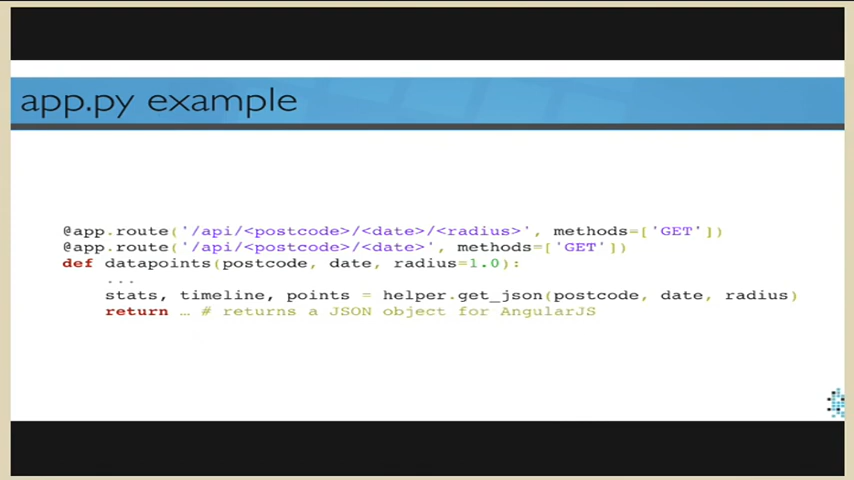 app.py example
@app.route('/api/<postcode>/<date>/<radius>', methods=['GET'])
@app.route('/api/<postcode>/<date>', methods=['GET'])
def datapoints(postcode, date, radius=1.0):
...
stats, timeline, points = helper.get_json(postcode, date, radius)
return … # returns a JSON object for AngularJS